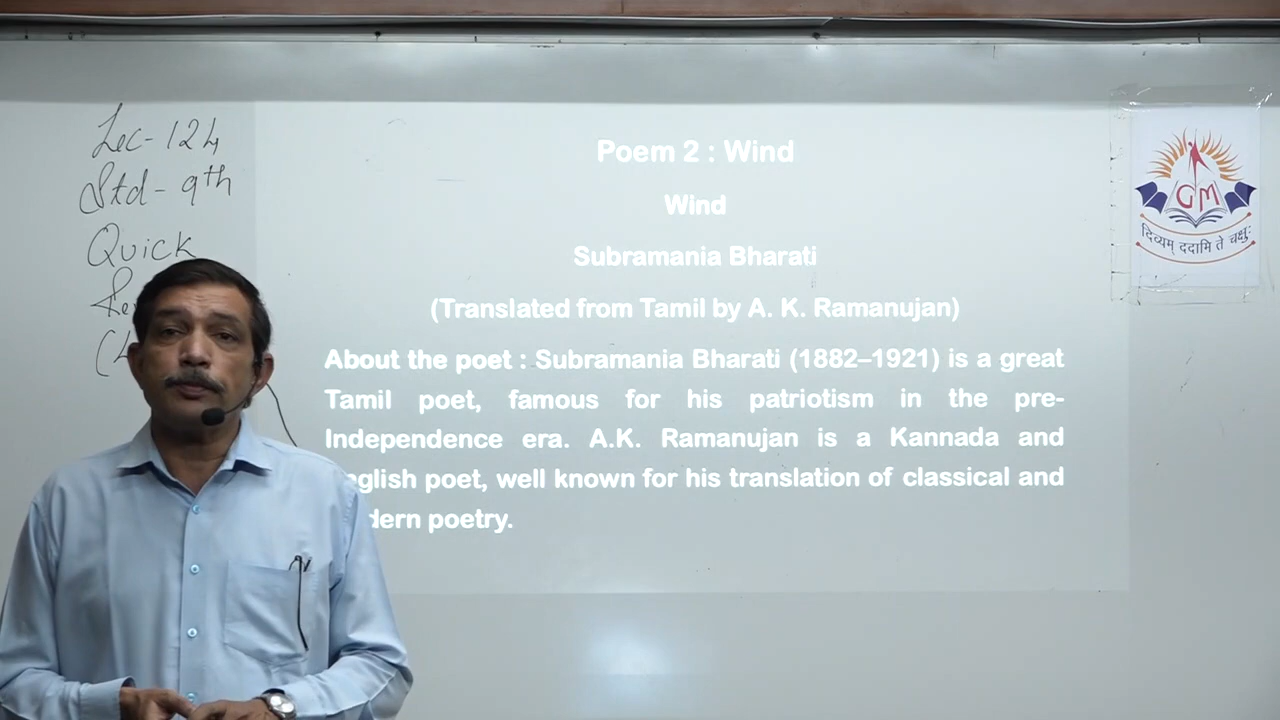 Lec-124
Std-9th
Quick
Poem 2 : Wind
Wind
Subramania Bharati
(Translated from Tamil by A. K. Ramanujan)
About the poet : Subramania Bharati (1882–1921) is a great
Tamil poet, famous for his patriotism in the pre-
Independence era. A.K. Ramanujan is a Kannada and
glish poet, well known for his translation of classical and
dern poetry.
GM
दिव्यम् ददामि ते चक्षुः